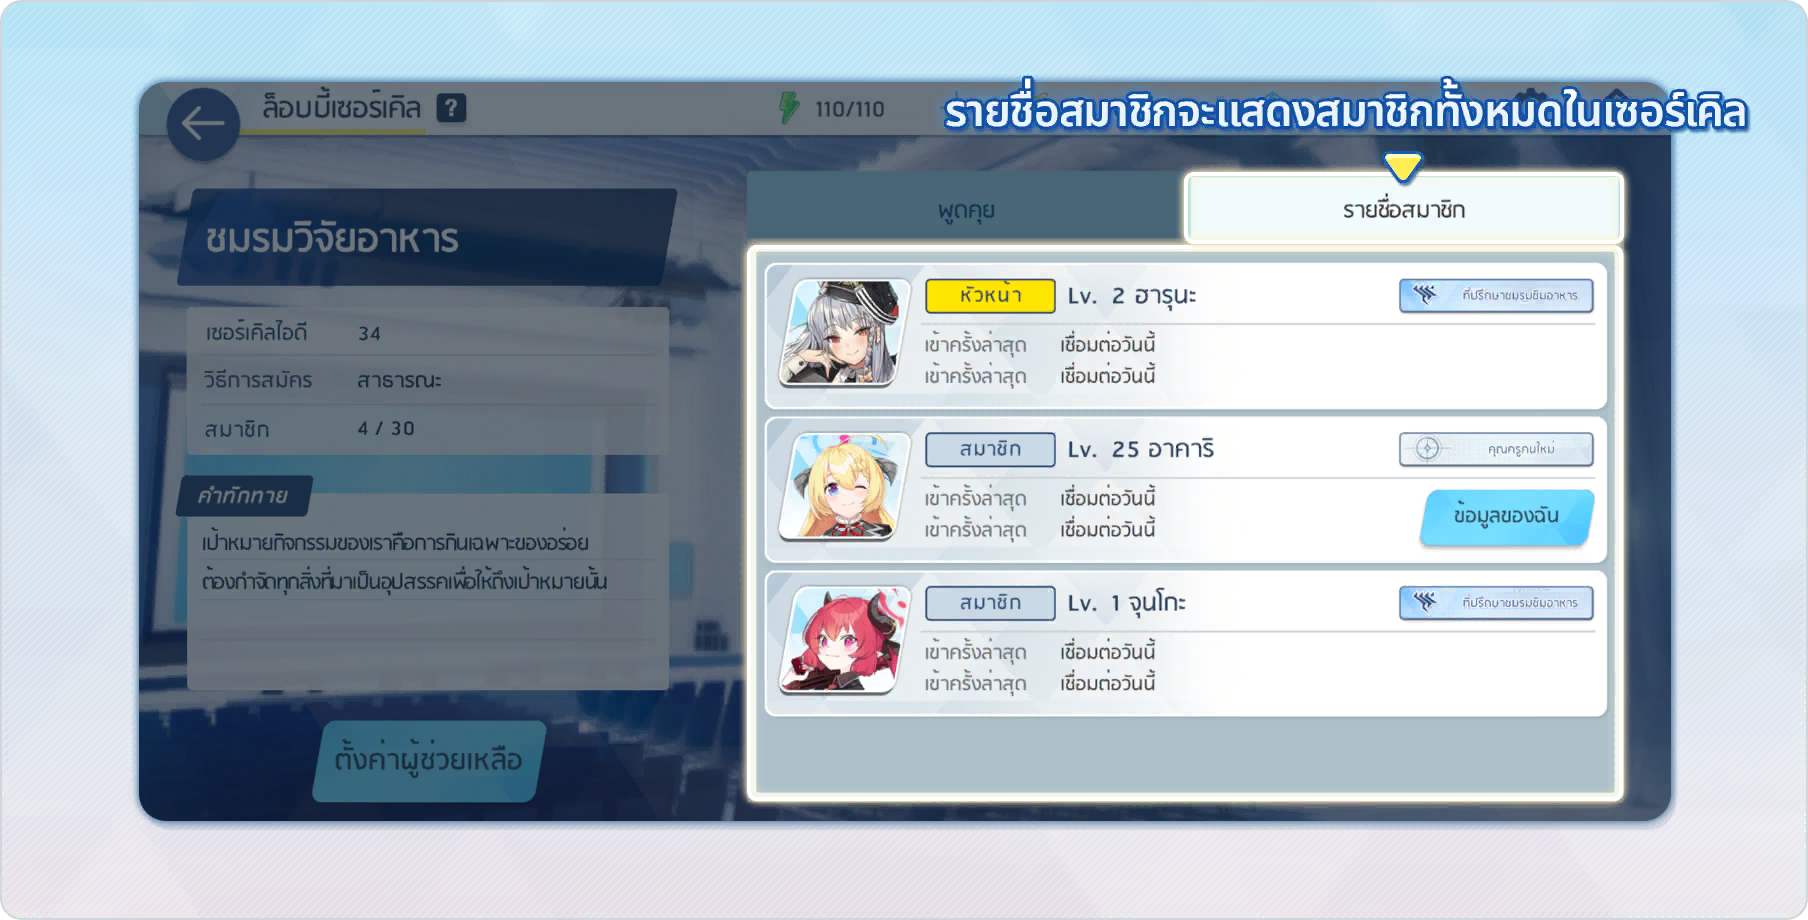 ล็อบบี้เซอร์เคิล ?
110/110
รายชื่อสมาชิกจะแสดงสมาชิกทั้งหมดในเซอร์เคิล
พูดคุย
รายชื่อสมาชิก
ชมรมวิจัยอาหาร
เซอร์เคิลไอดี 34
วิธีการสมัคร สาธารณะ
สมาชิก 4 / 30
คำทักทาย
เป้าหมายกิจกรรมของเราคือการกินเฉพาะของอร่อย
ต้องกำจัดทุกสิ่งที่มาเป็นอุปสรรคเพื่อให้ถึงเป้าหมายนั้น
ตั้งค่าผู้ช่วยเหลือ
หัวหน้า Lv. 2 ฮารุนะ
ที่ปรึกษาชมรมชิมอาหาร
เข้าครั้งล่าสุด เชื่อมต่อวันนี้
เข้าครั้งล่าสุด เชื่อมต่อวันนี้
สมาชิก Lv. 25 อาคาริ
คุณครูคนใหม่
เข้าครั้งล่าสุด เชื่อมต่อวันนี้
เข้าครั้งล่าสุด เชื่อมต่อวันนี้
ข้อมูลของฉัน
สมาชิก Lv. 1 จุนโกะ
ที่ปรึกษาชมรมชิมอาหาร
เข้าครั้งล่าสุด เชื่อมต่อวันนี้
เข้าครั้งล่าสุด เชื่อมต่อวันนี้